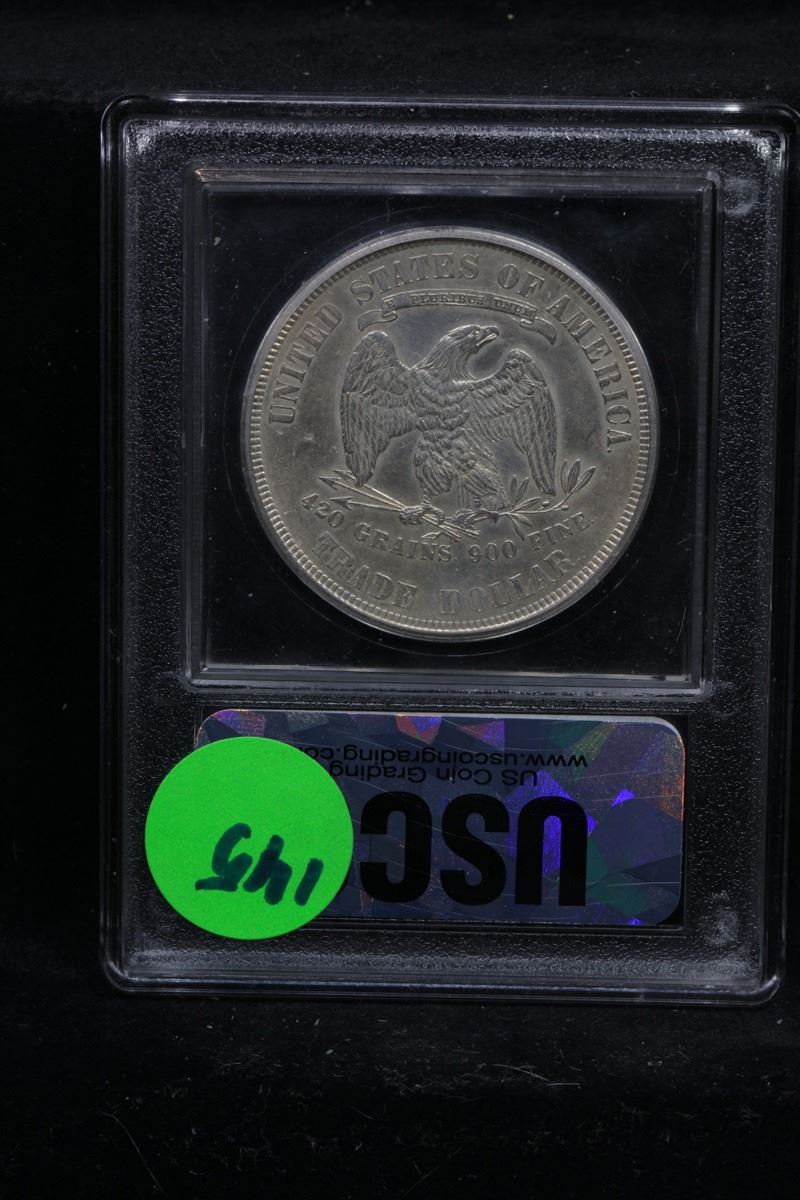 UNITED STATES OF AMERICA
E PLURIBUS UNUM
420 GRAINS. 900 FINE.
TRADE DOLLAR.
www.uscoingrading.co
US Coin Grading
USC
145